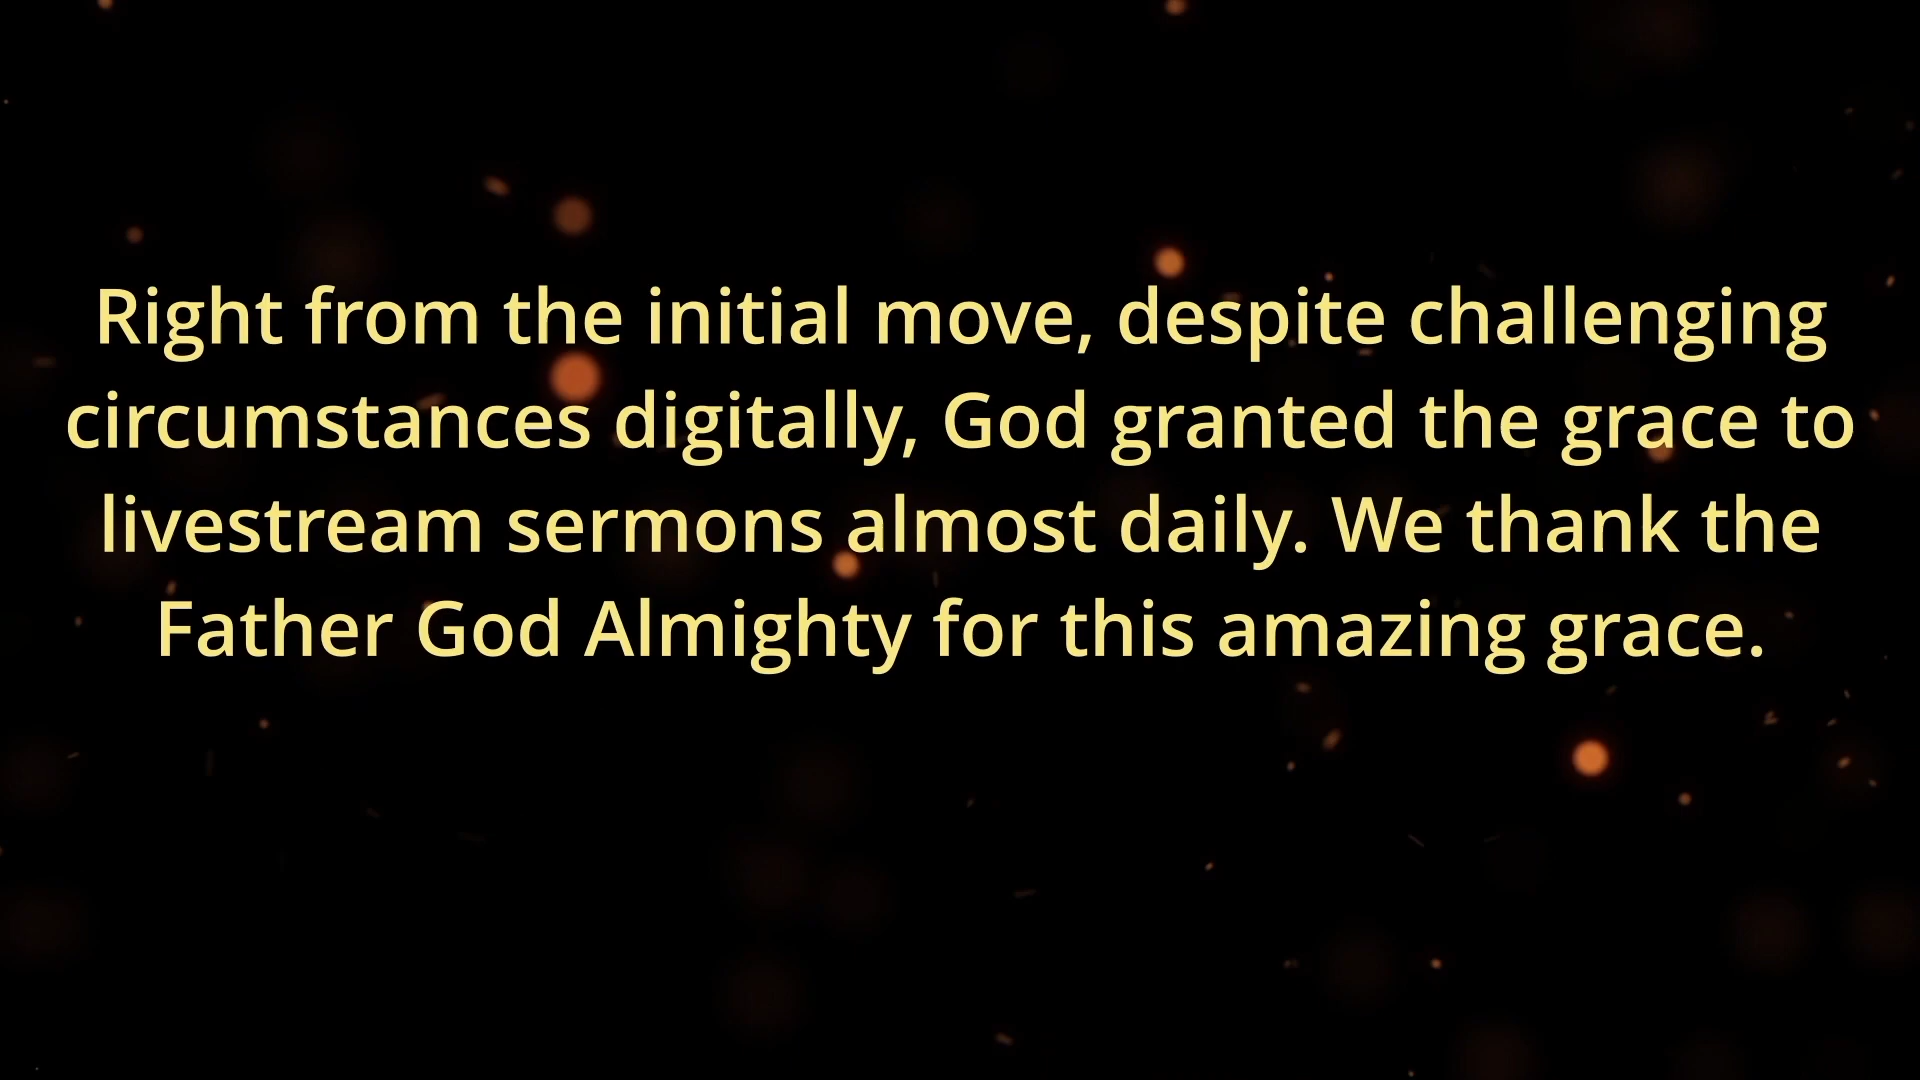 Right from the initial move, despite challenging
circumstances digitally, God granted the grace to
livestream sermons almost daily. We thank the
Father God Almighty for this amazing grace.